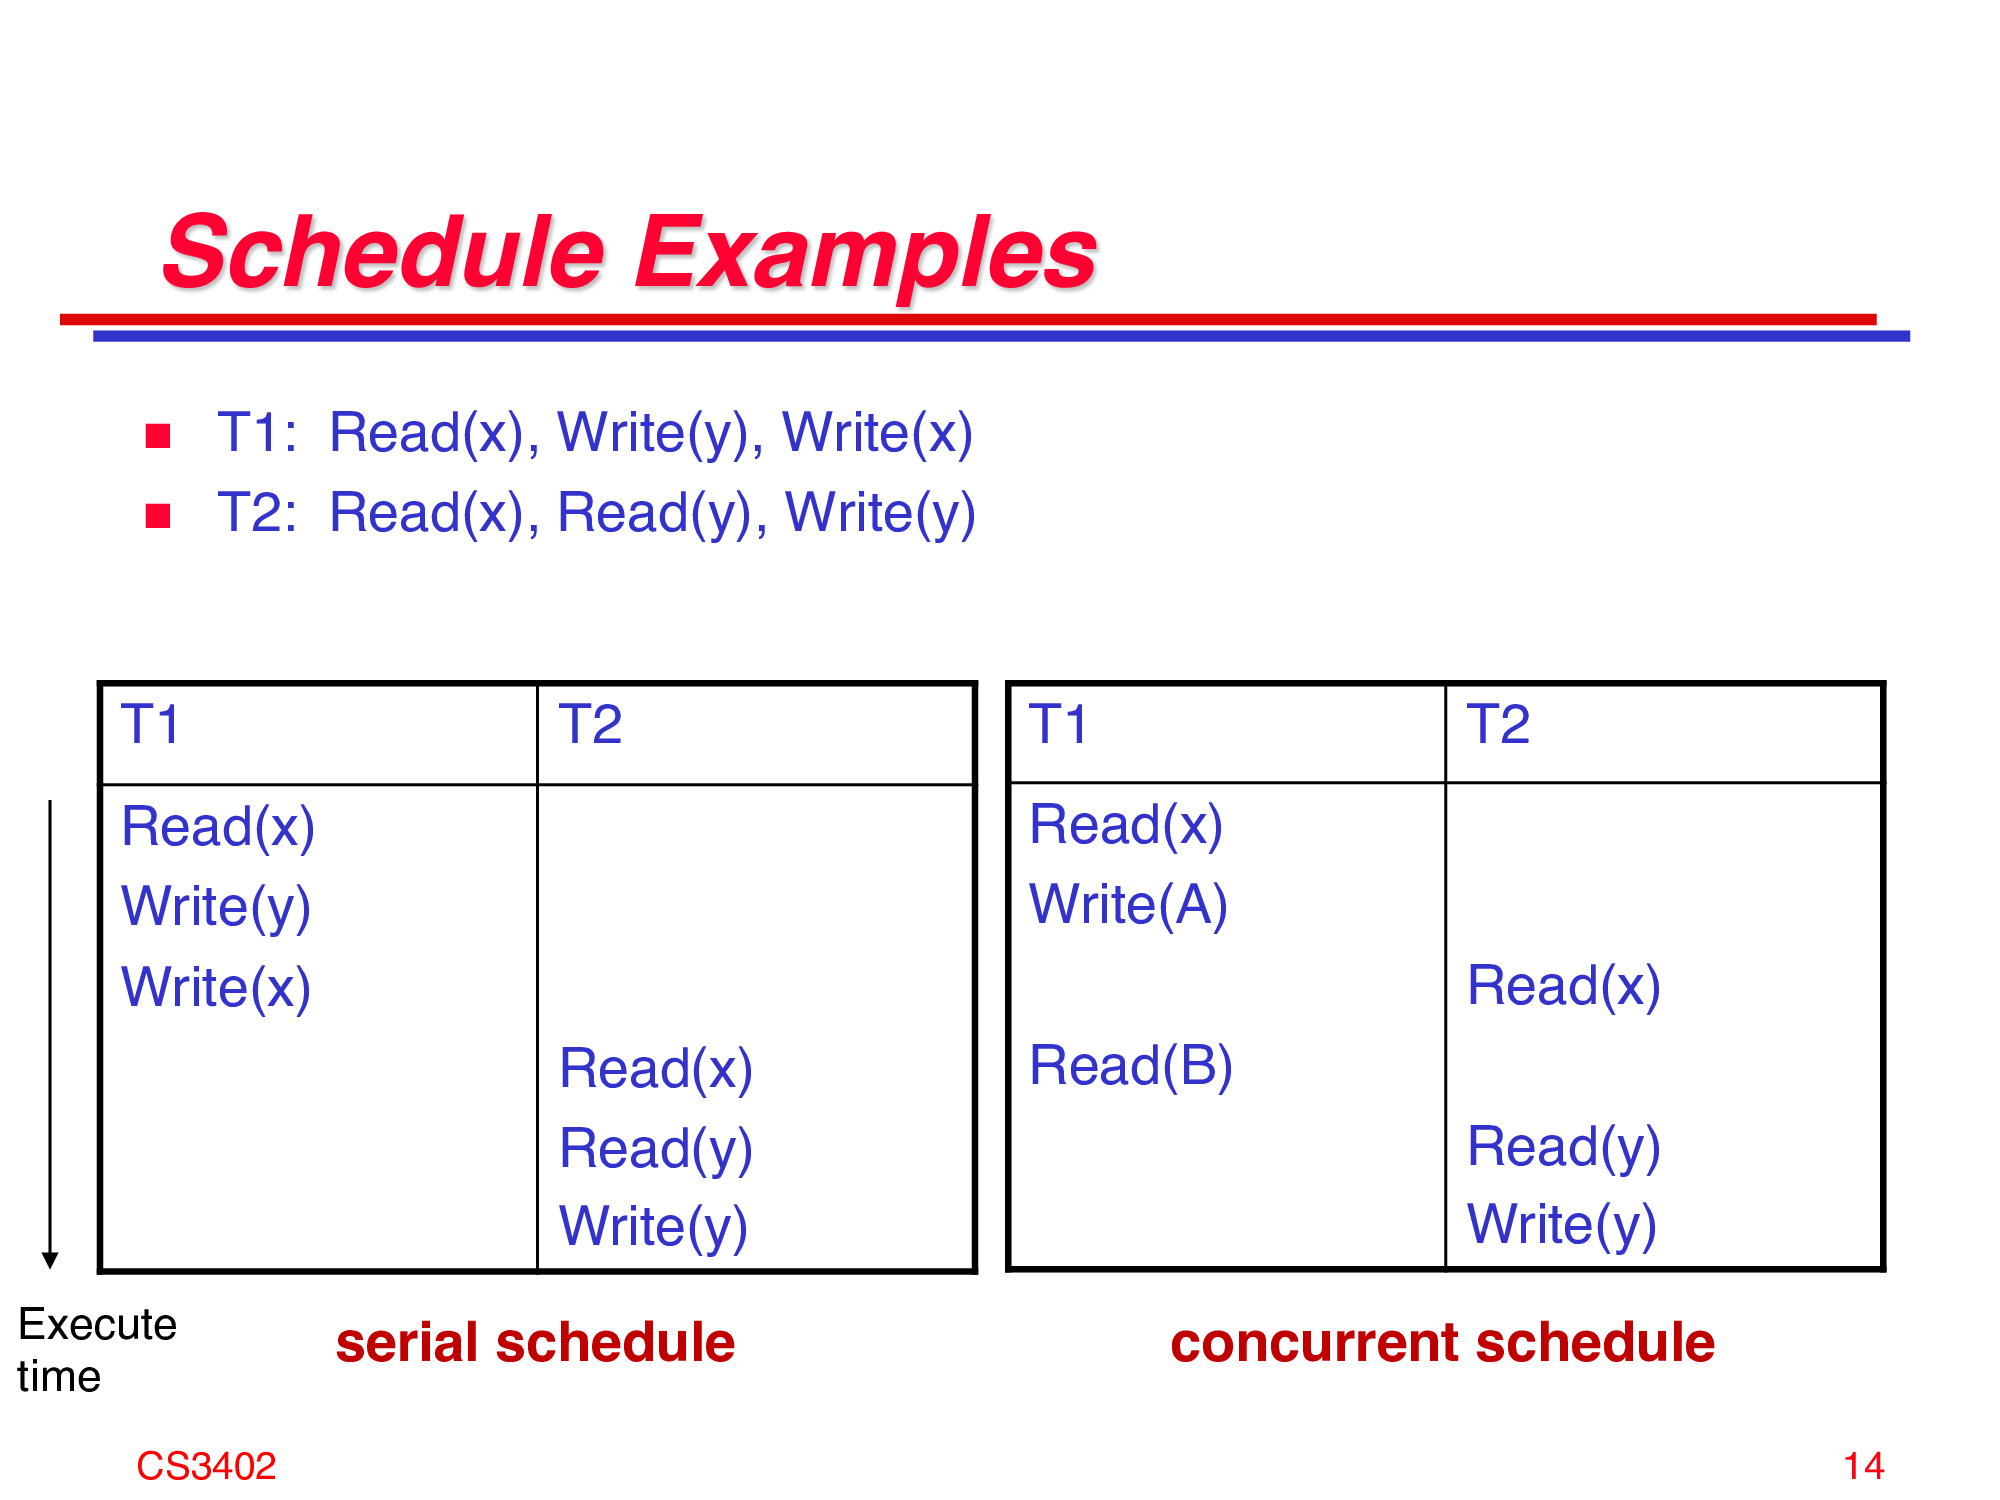 Schedule Examples
T1: Read(x), Write(y), Write(x)
T2: Read(x), Read(y), Write(y)
T1 T2
Read(x)
Write(y)
Write(x)
Read(x)
Read(y)
Write(y)
T1 T2
Read(x)
Write(A)
Read(x)
Read(B)
Read(y)
Write(y)
Execute
time
serial schedule
concurrent schedule
CS3402
14